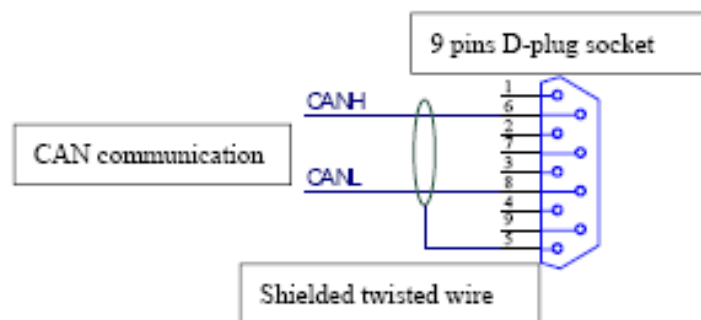 9 pins D-plug socket
1
CANH
6
2
CAN communication
7
3
CANL
8
4
9
5
Shielded twisted wire